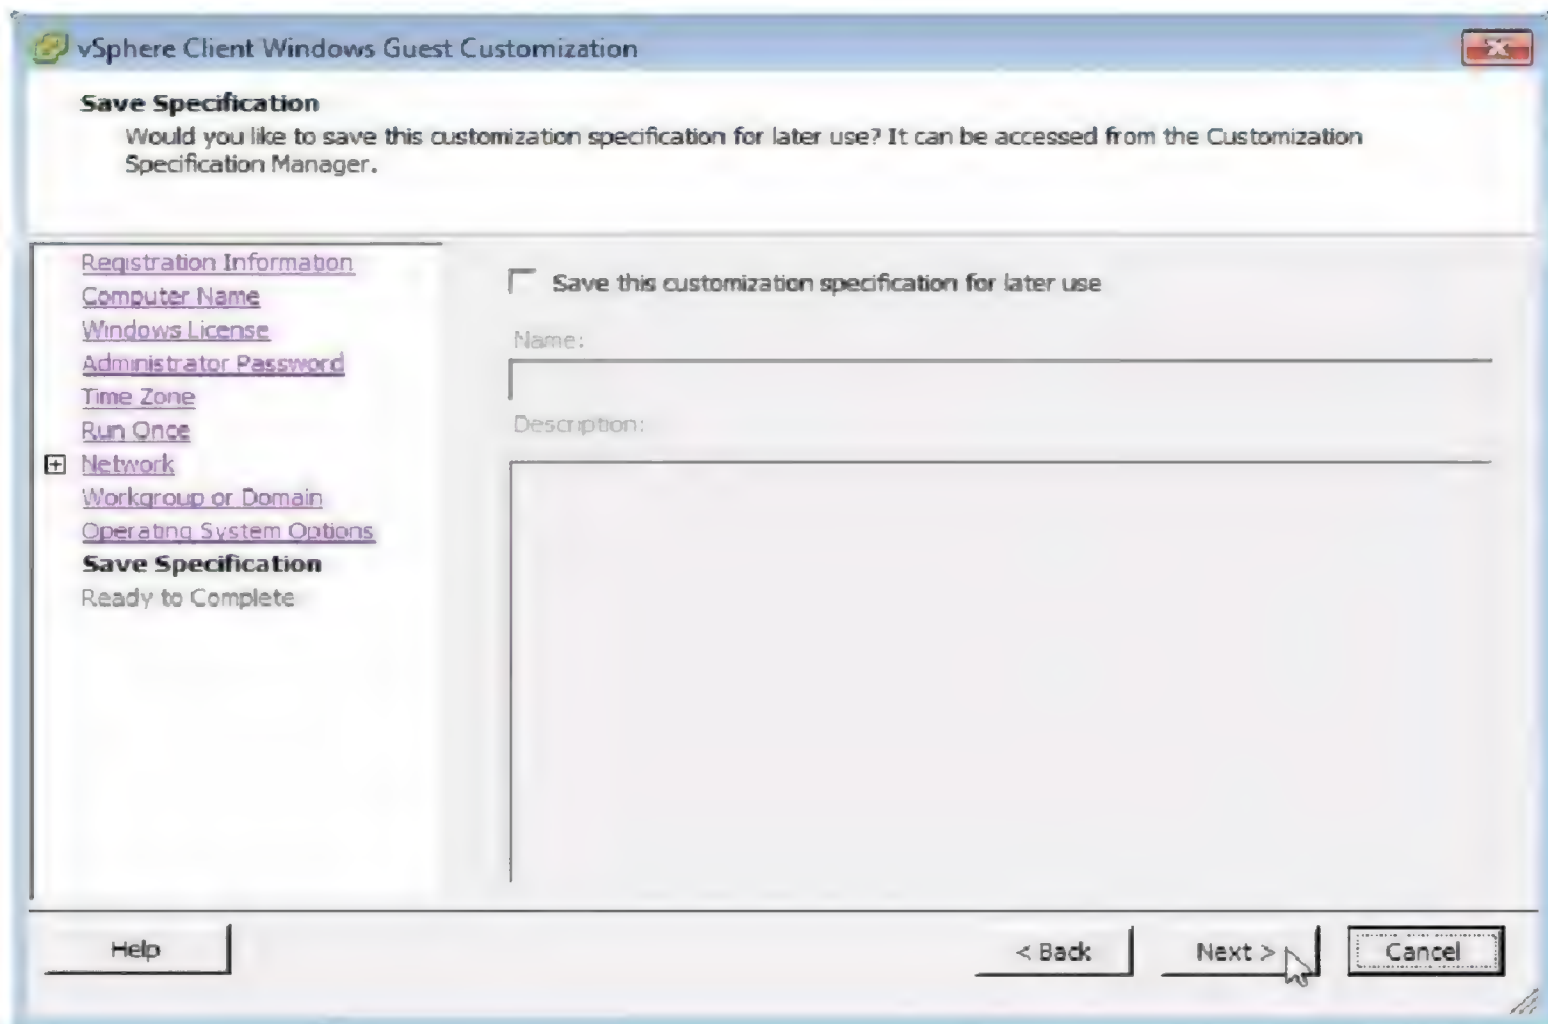 vSphere Client Windows Guest Customization
Save Specification
Would you like to save this customization specification for later use? It can be accessed from the Customization
Specification Manager.
Registration Information
Computer Name
Windows License
Administrator Password
Time Zone
Run Once
Network
Workgroup or Domain
Operating System Options
Save Specification
Ready to Complete
Save this customization specification for later use
Name:
Description:
Help
< Back
Next >
Cancel